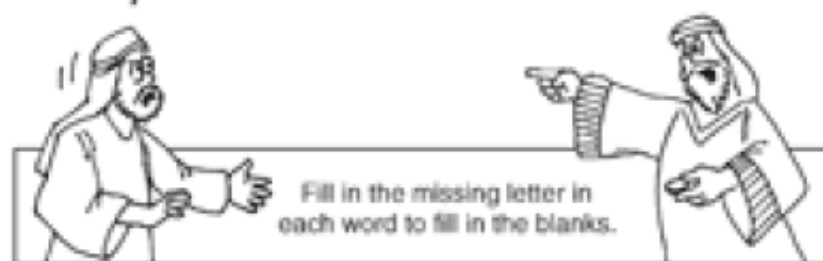 Fill in the missing letter in
each word to fill in the blanks.